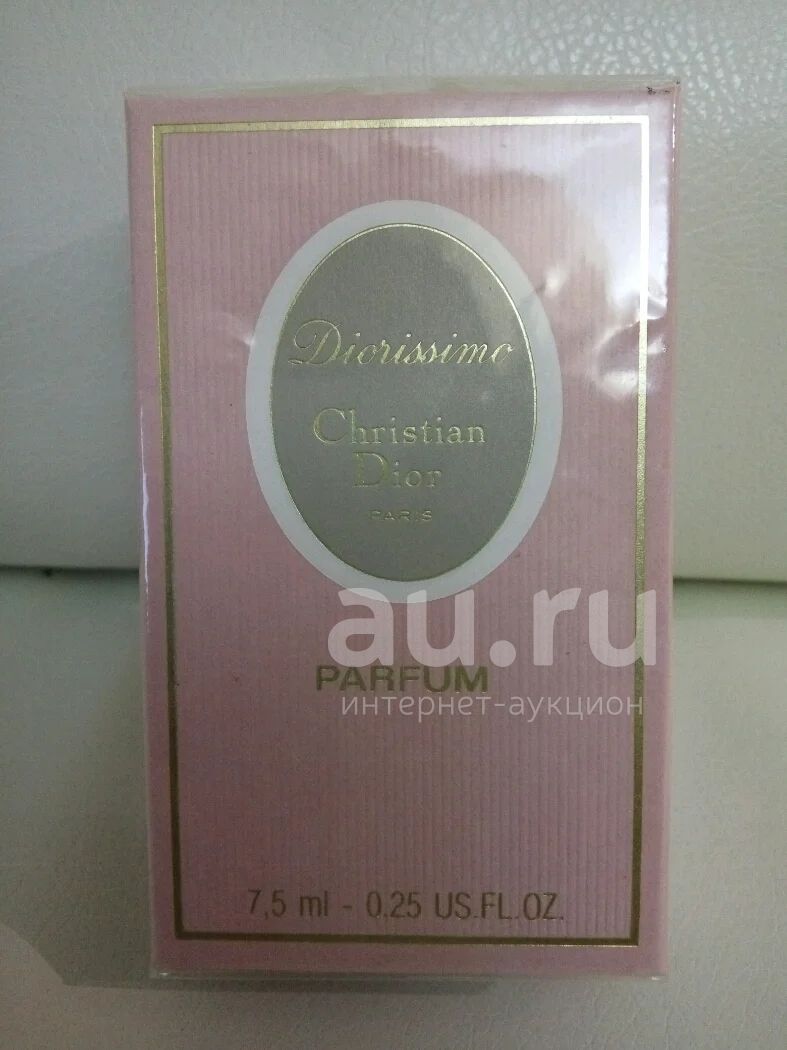 Diorissimo
Christian
Dior
PARIS
au.ru
PARFUM
интернет-аукцион
7,5 ml - 0.25 US.FL.OZ.